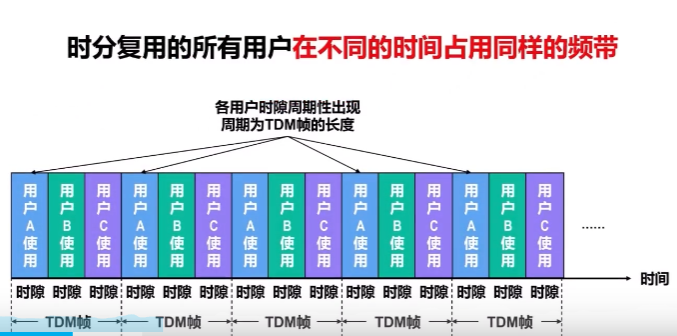 时分复用的所有用户在不同的时间占用同样的频带
各用户时隙周期性出现
周期为TDM帧的长度
用户A使用 用户B使用 用户C使用 用户A使用 用户B使用 用户C使用 用户A使用 用户B使用 用户C使用 用户A使用 用户B使用 用户C使用 用户A使用 用户B使用 用户C使用 ……
时间
时隙 时隙 时隙 时隙 时隙 时隙 时隙 时隙 时隙 时隙 时隙 时隙 时隙 时隙 时隙
TDM帧 TDM帧 TDM帧 TDM帧 TDM帧